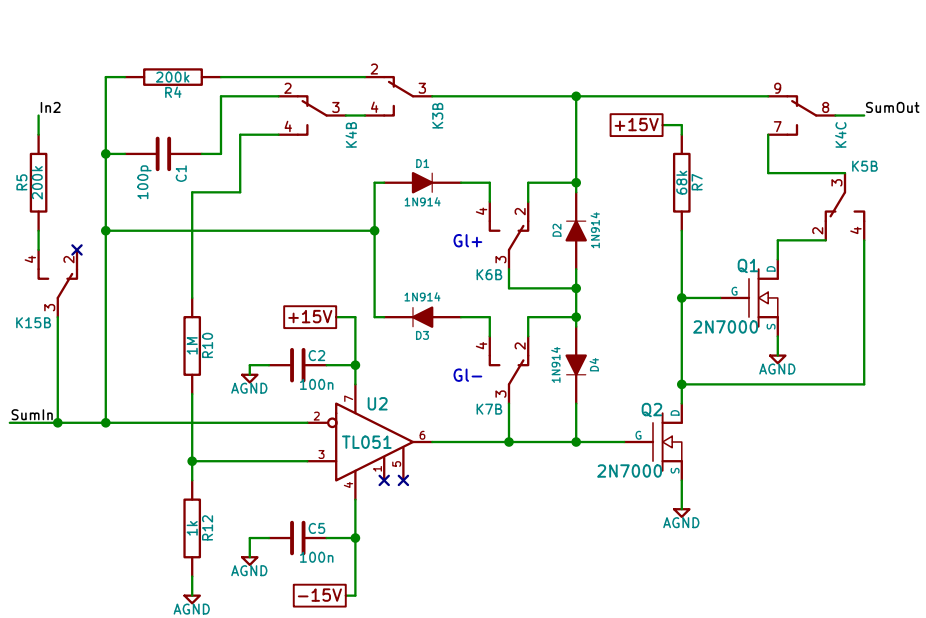 200k
R4
2
3
4
K3B
2
3
4
K4B
9
8
7
K4C
SumOut
In2
R5
200k
100p
C1
+15V
68k
R7
K5B
3
2
4
D1
1N914
4
2
3
Gl+
K6B
D2
1N914
4
2
3
K15B
Q1
G
D
S
2N7000
AGND
1N914
D3
+15V
1M
R10
C2
100n
AGND
4
2
3
Gl-
K7B
1N914
D4
SumIn
2
3
7
U2
TL051
6
1
5
4
Q2
G
D
S
2N7000
AGND
1k
R12
C5
100n
AGND
-15V
AGND